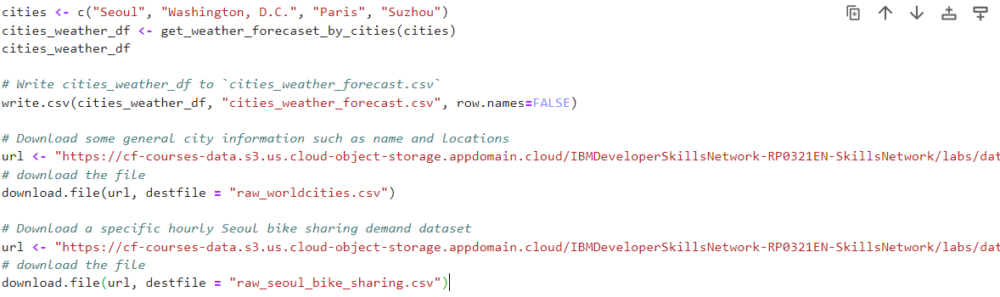 cities <- c("Seoul", "Washington, D.C.", "Paris", "Suzhou")
cities_weather_df <- get_weather_forecaset_by_cities(cities)
cities_weather_df
# Write cities_weather_df to `cities_weather_forecast.csv`
write.csv(cities_weather_df, "cities_weather_forecast.csv", row.names=FALSE)
# Download some general city information such as name and locations
url <- "https://cf-courses-data.s3.us.cloud-object-storage.appdomain.cloud/IBMDeveloperSkillsNetwork-RP0321EN-SkillsNetwork/labs/dat
# download the file
download.file(url, destfile = "raw_worldcities.csv")
# Download a specific hourly Seoul bike sharing demand dataset
url <- "https://cf-courses-data.s3.us.cloud-object-storage.appdomain.cloud/IBMDeveloperSkillsNetwork-RP0321EN-SkillsNetwork/labs/dat
# download the file
download.file(url, destfile = "raw_seoul_bike_sharing.csv")